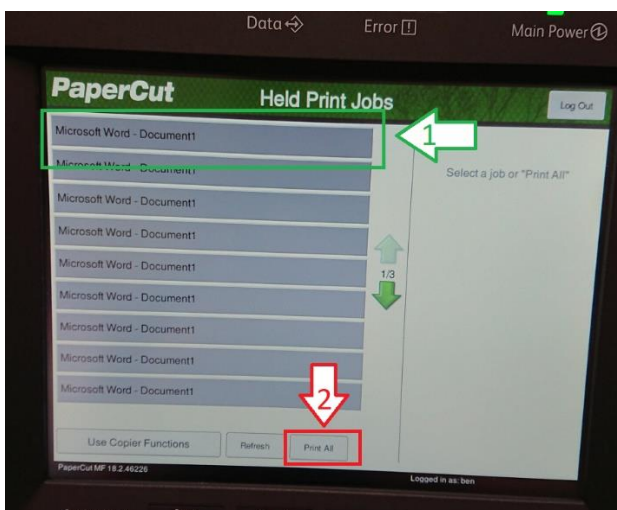 Data Error Main Power
PaperCut Held Print Jobs Log Out
Microsoft Word - Document1 1
Microsoft Word - Document1 Select a job or "Print All"
Microsoft Word - Document1
Microsoft Word - Document1
Microsoft Word - Document1 1/3
Microsoft Word - Document1
Microsoft Word - Document1
Microsoft Word - Document1
Microsoft Word - Document1
2
Use Copier Functions Refresh Print All
PaperCut MF 18.2.46226 Logged in as: ben